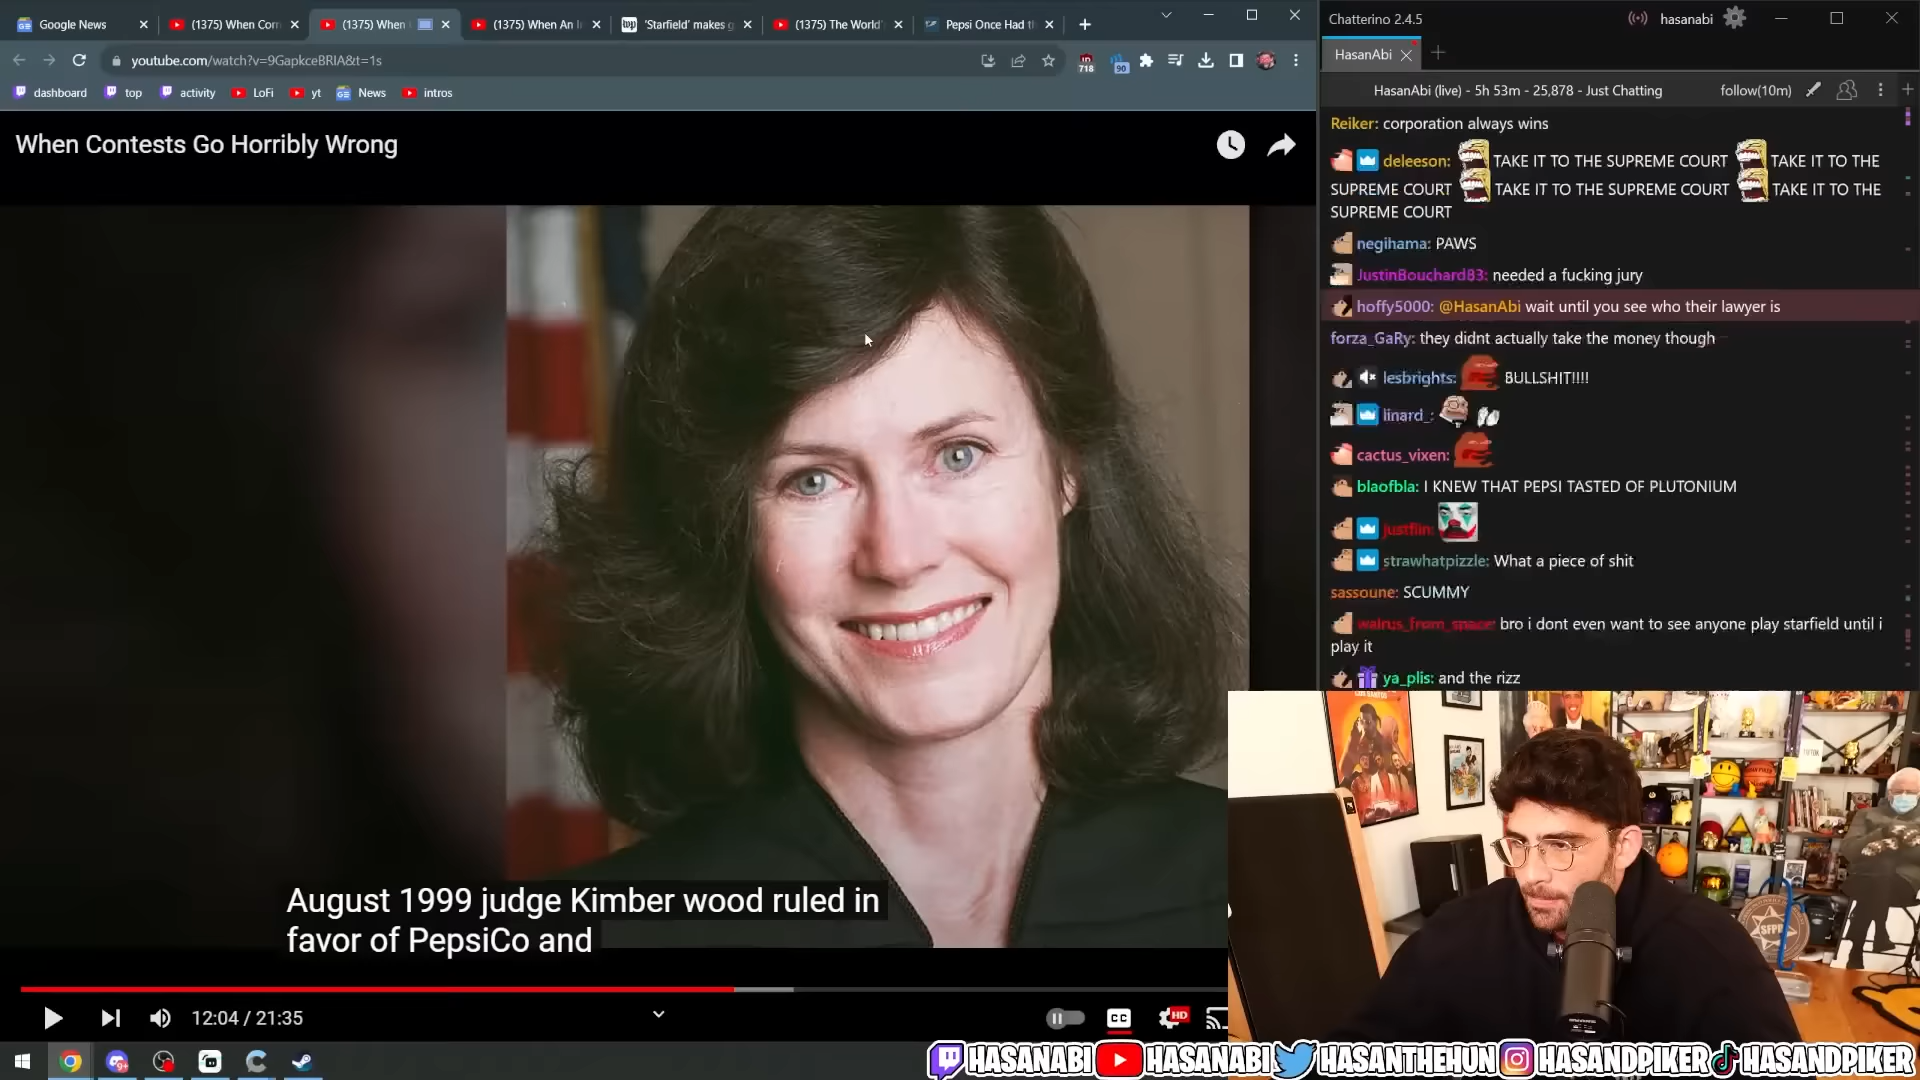 Google News
(1375) When Corr
(1375) When
(1375) When An I
'Starfield' makes g
(1375) The World'
Pepsi Once Had t
youtube.com/watch?v=9GapkceBRIA&t=1s
718
90
dashboard
top
activity
LoFi
yt
News
intros
When Contests Go Horribly Wrong
August 1999 judge Kimber wood ruled in
favor of PepsiCo and
12:04 / 21:35
CC
HD
Chatterino 2.4.5
hasanabi
HasanAbi
HasanAbi (live) - 5h 53m - 25,878 - Just Chatting
follow(10m)
Reiker: corporation always wins
deleeson: TAKE IT TO THE SUPREME COURT TAKE IT TO THE
SUPREME COURT TAKE IT TO THE SUPREME COURT TAKE IT TO THE
SUPREME COURT
negihama: PAWS
JustinBouchard83: needed a fucking jury
hoffy5000: @HasanAbi wait until you see who their lawyer is
forza_GaRy: they didnt actually take the money though
lesbrights: BULLSHIT!!!!
linard_:
cactus_vixen:
blaofbla: I KNEW THAT PEPSI TASTED OF PLUTONIUM
justfiin:
strawhatpizzle: What a piece of shit
sassoune: SCUMMY
walrus_from_space: bro i dont even want to see anyone play starfield until i
play it
ya_plis: and the rizz
SFPD
HASANABI
HASANABI
HASANTHEHUN
HASANDPIKER
HASANDPIKER